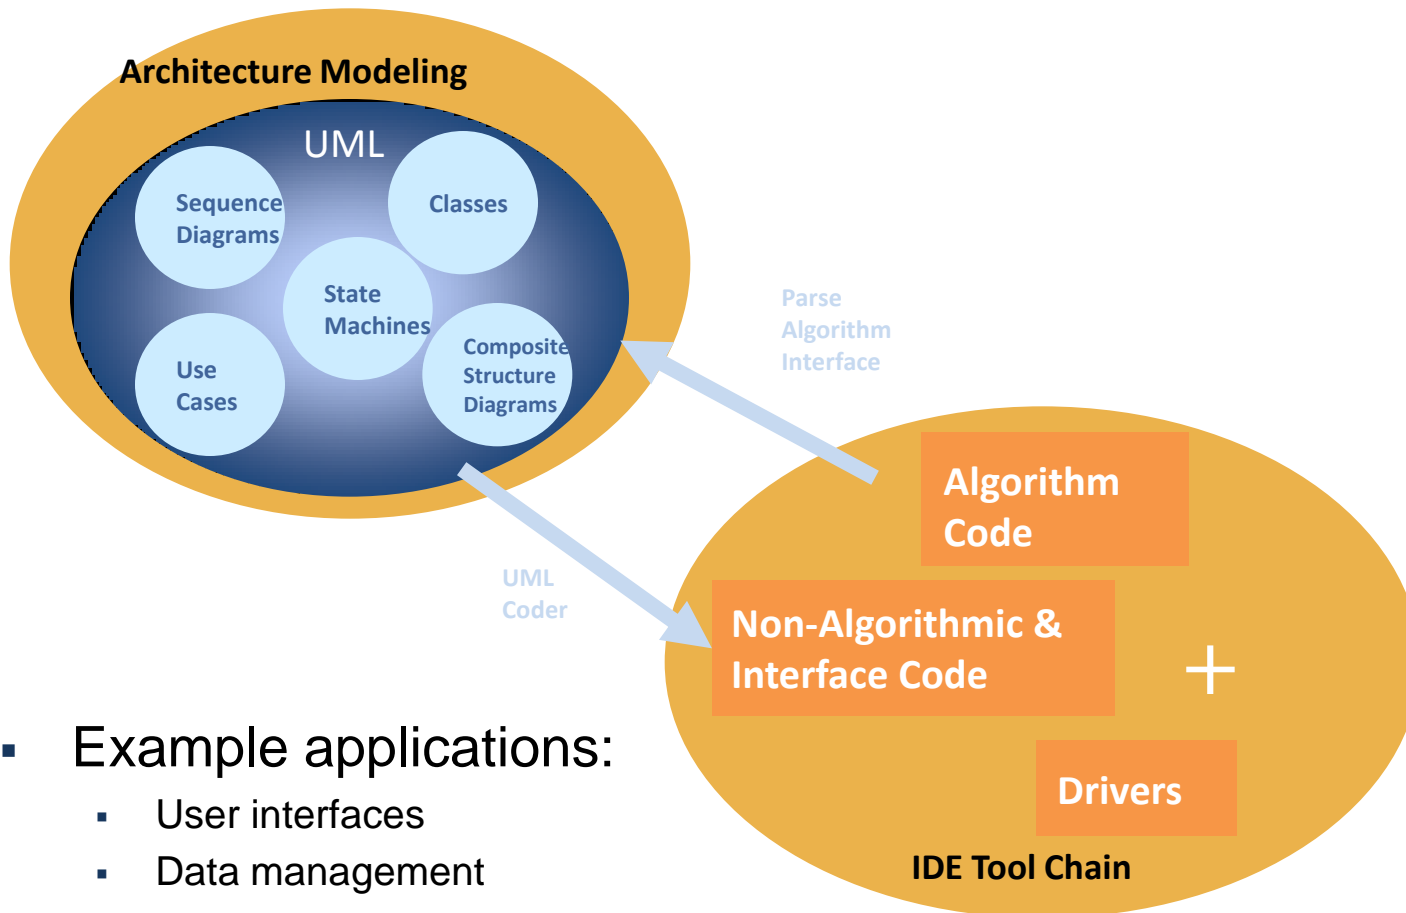 Architecture Modeling
UML
Sequence
Diagrams
Classes
State
Machines
Use
Cases
Composite
Structure
Diagrams
Parse
Algorithm
Interface
UML
Coder
Algorithm
Code
Non-Algorithmic &
Interface Code
+
Drivers
IDE Tool Chain
▪ Example applications:
▪ User interfaces
▪ Data management